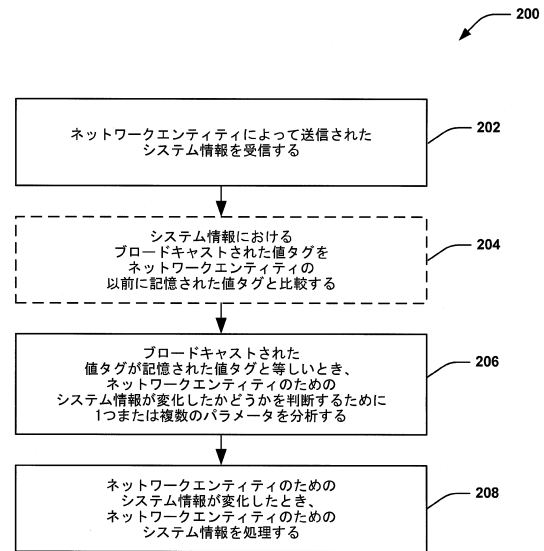 200
ネットワークエンティティによって送信された
システム情報を受信する
202
システム情報における
ブロードキャストされた値タグを
ネットワークエンティティの
以前に記憶された値タグと比較する
204
ブロードキャストされた
値タグが記憶された値タグと等しいとき、
ネットワークエンティティのための
システム情報が変化したかどうかを判断するために
1つまたは複数のパラメータを分析する
206
ネットワークエンティティのための
システム情報が変化したとき、
ネットワークエンティティのための
システム情報を処理する
208